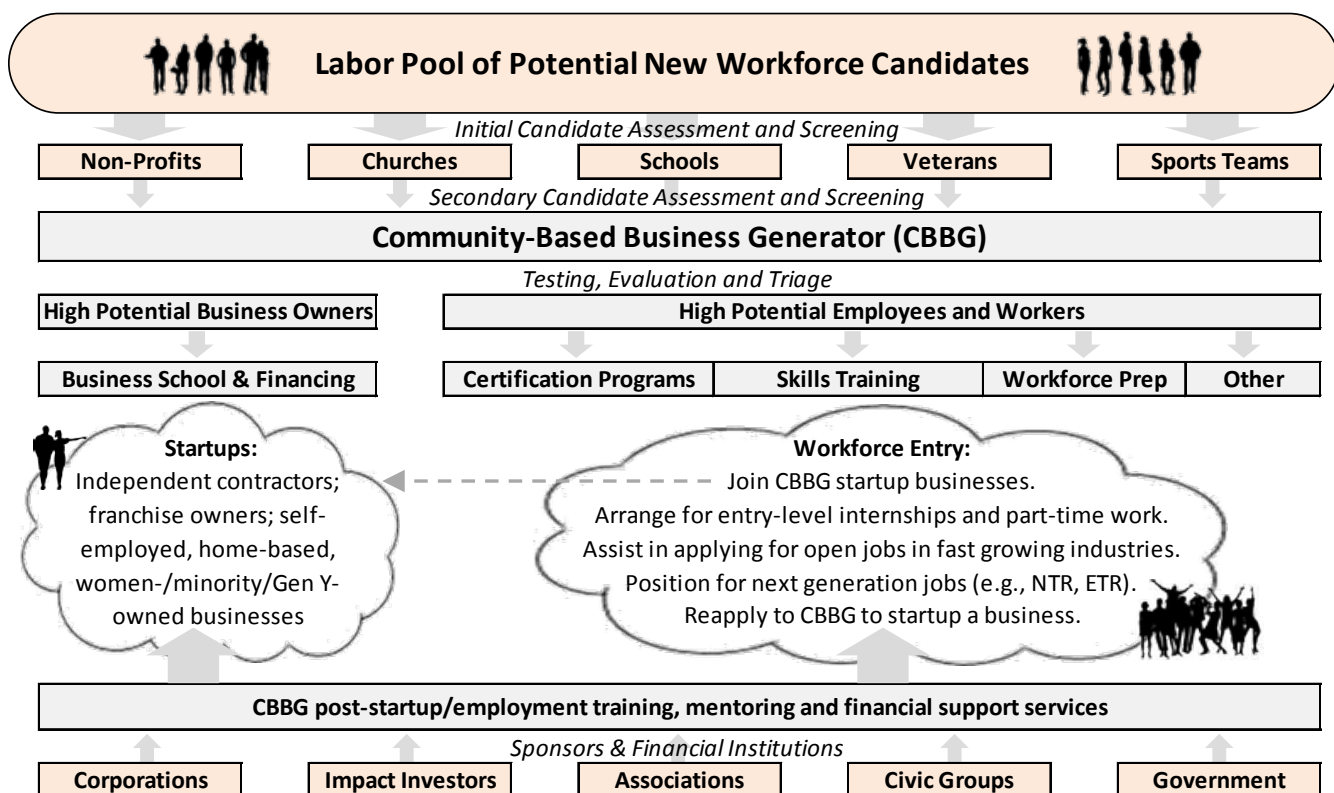 Labor Pool of Potential New Workforce Candidates
Initial Candidate Assessment and Screening
Non-Profits
Churches
Schools
Veterans
Sports Teams
Secondary Candidate Assessment and Screening
Community-Based Business Generator (CBBG)
Testing, Evaluation and Triage
High Potential Business Owners
High Potential Employees and Workers
Business School & Financing
Certification Programs
Skills Training
Workforce Prep
Other
Startups:
Independent contractors;
franchise owners; self-
employed, home-based,
women-/minority/Gen Y-
owned businesses
Workforce Entry:
Join CBBG startup businesses.
Arrange for entry-level internships and part-time work.
Assist in applying for open jobs in fast growing industries.
Position for next generation jobs (e.g., NTR, ETR).
Reapply to CBBG to startup a business.
CBBG post-startup/employment training, mentoring and financial support services
Sponsors & Financial Institutions
Corporations
Impact Investors
Associations
Civic Groups
Government